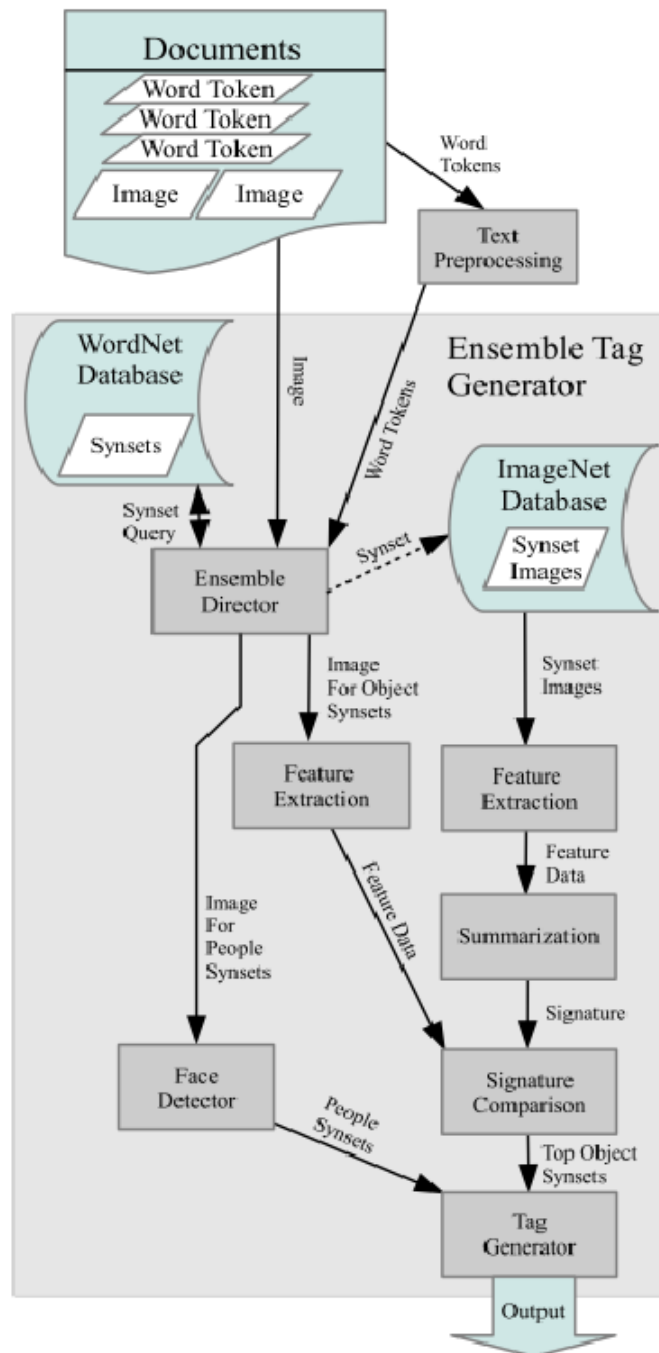 Documents
Word Token
Word Token
Word Token
Image
Image
Word
Tokens
Text
Preprocessing
WordNet
Database
Synsets
Image
Word Tokens
Ensemble Tag
Generator
ImageNet
Database
Synset
Images
Synset
Query
Synset
Ensemble
Director
Image
For Object
Synsets
Synset
Images
Feature
Extraction
Feature
Extraction
Feature
Data
Image
For
People
Synsets
Feature Data
Summarization
Signature
Face
Detector
Signature
Comparison
People
Synsets
Top Object
Synsets
Tag
Generator
Output